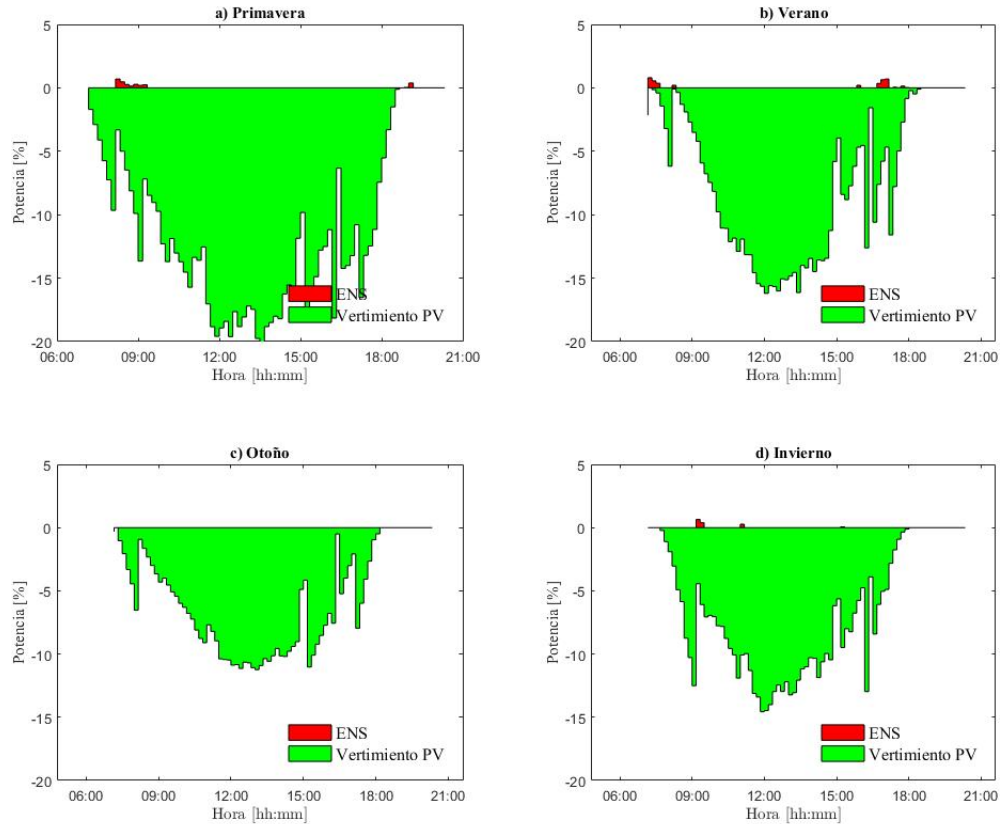 a) Primavera
5
0
-5
-10
-15
-20
Potencia [%]
ENS
Vertimiento PV
06:00 09:00 12:00 15:00 18:00 21:00
Hora [hh:mm]
b) Verano
5
0
-5
-10
-15
-20
Potencia [%]
ENS
Vertimiento PV
06:00 09:00 12:00 15:00 18:00 21:00
Hora [hh:mm]
c) Otoño
5
0
-5
-10
-15
-20
Potencia [%]
ENS
Vertimiento PV
06:00 09:00 12:00 15:00 18:00 21:00
Hora [hh:mm]
d) Invierno
5
0
-5
-10
-15
-20
Potencia [%]
ENS
Vertimiento PV
06:00 09:00 12:00 15:00 18:00 21:00
Hora [hh:mm]